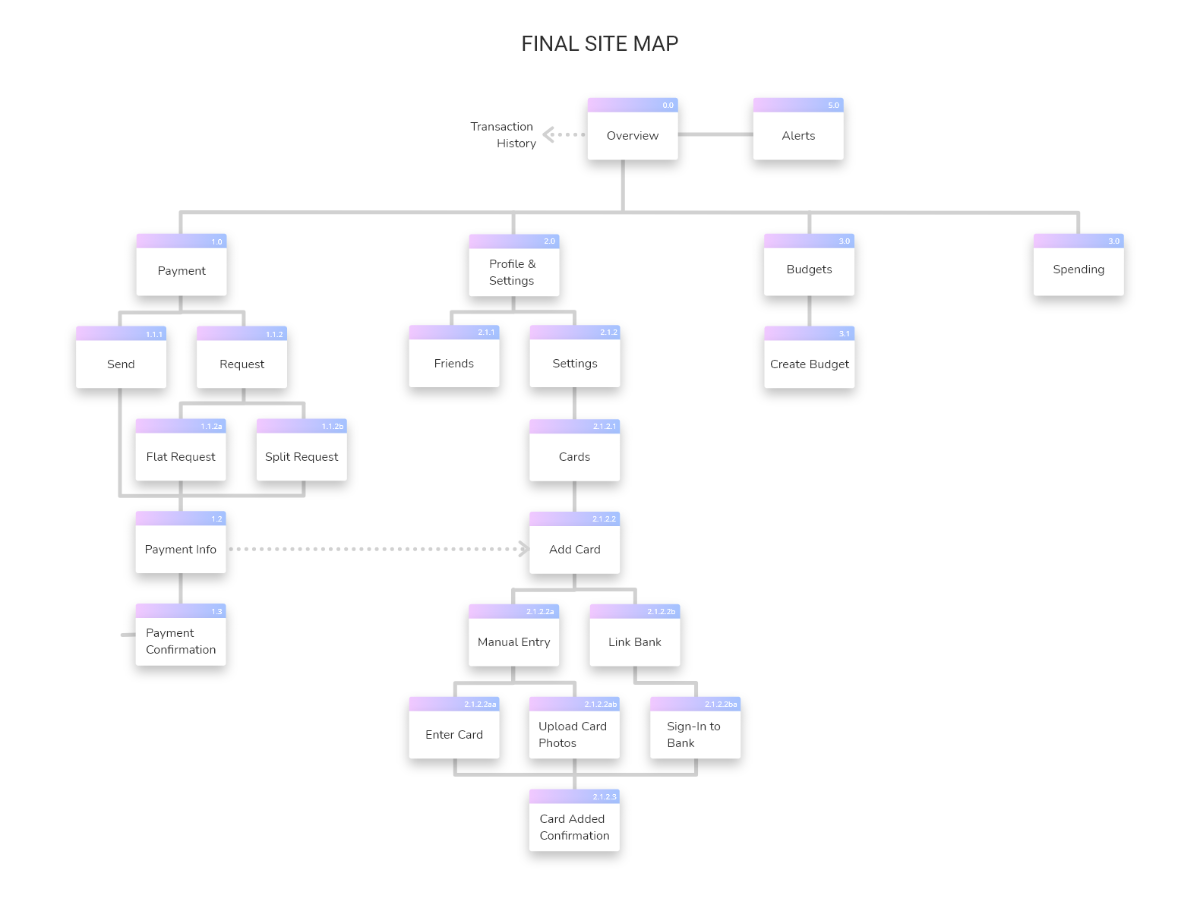 FINAL SITE MAP
0.0
5.0
Transaction
History
Overview
Alerts
1.0
2.0
3.0
3.0
Payment
Profile &
Settings
Budgets
Spending
1.1.1
1.1.2
2.1.1
2.1.2
3.1
Send
Request
Friends
Settings
Create Budget
1.1.2a
1.1.2b
2.1.2.1
Flat Request
Split Request
Cards
1.2
2.1.2.2
Payment Info
Add Card
1.3
2.1.2.2a
2.1.2.2b
Payment
Confirmation
Manual Entry
Link Bank
2.1.2.2aa
2.1.2.2ab
2.1.2.2ba
Enter Card
Upload Card
Photos
Sign-In to
Bank
2.1.2.3
Card Added
Confirmation